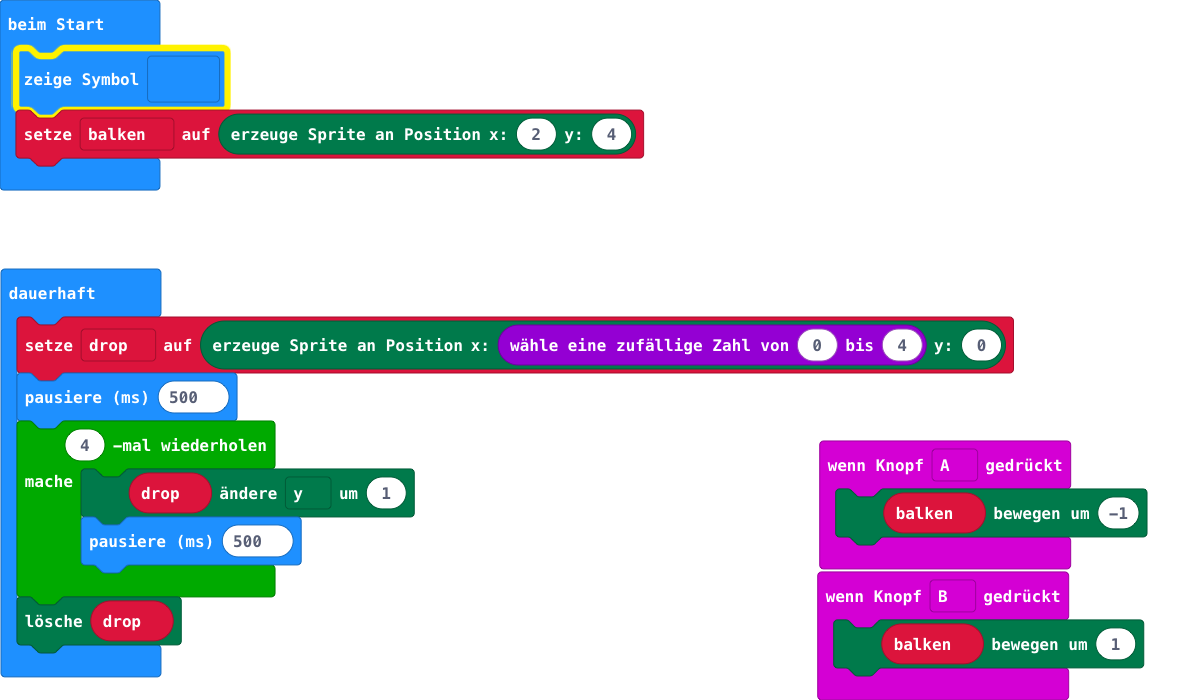 beim Start
zeige Symbol
setze balken auf erzeuge Sprite an Position x: 2 y: 4
dauerhaft
setze drop auf erzeuge Sprite an Position x: wähle eine zufällige Zahl von 0 bis 4 y: 0
pausiere (ms) 500
4 -mal wiederholen
mache
drop ändere y um 1
pausiere (ms) 500
lösche drop
wenn Knopf A gedrückt
balken bewegen um -1
wenn Knopf B gedrückt
balken bewegen um 1